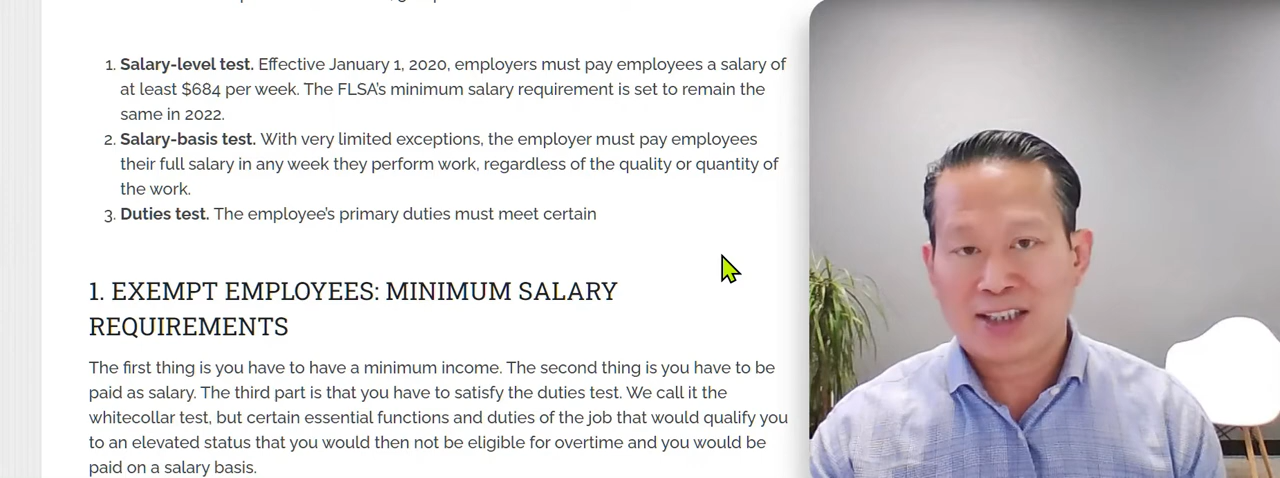 1. Salary-level test. Effective January 1, 2020, employers must pay employees a salary of
at least $684 per week. The FLSA's minimum salary requirement is set to remain the
same in 2022.
2. Salary-basis test. With very limited exceptions, the employer must pay employees
their full salary in any week they perform work, regardless of the quality or quantity of
the work.
3. Duties test. The employee's primary duties must meet certain
1. EXEMPT EMPLOYEES: MINIMUM SALARY
REQUIREMENTS
The first thing is you have to have a minimum income. The second thing is you have to be
paid as salary. The third part is that you have to satisfy the duties test. We call it the
whitecollar test, but certain essential functions and duties of the job that would qualify you
to an elevated status that you would then not be eligible for overtime and you would be
paid on a salary basis.